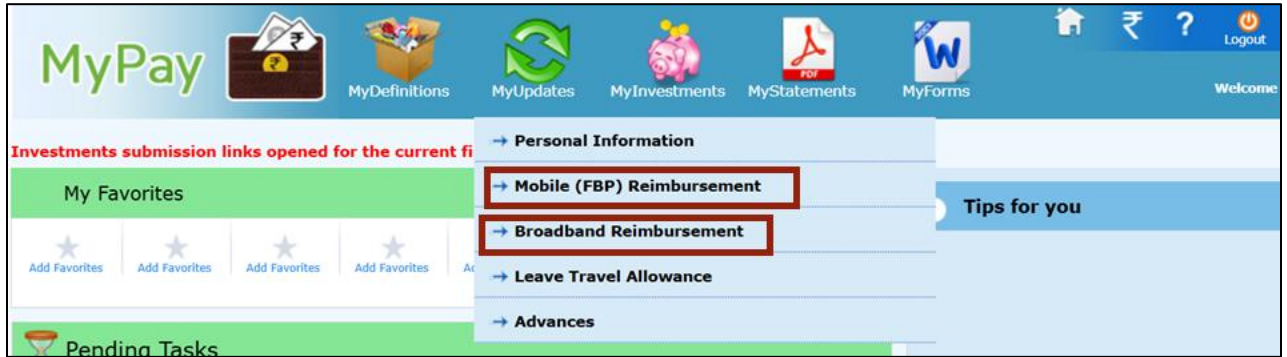 MyPay
MyDefinitions
MyUpdates
MyInvestments
PDF
MyStatements
W
MyForms
₹
?
Logout
Welcome
→ Personal Information
Investments submission links opened for the current fi
→ Mobile (FBP) Reimbursement
My Favorites
Tips for you
→ Broadband Reimbursement
Add Favorites
Add Favorites
Add Favorites
Add Favorites
→ Leave Travel Allowance
→ Advances
Pending Tasks